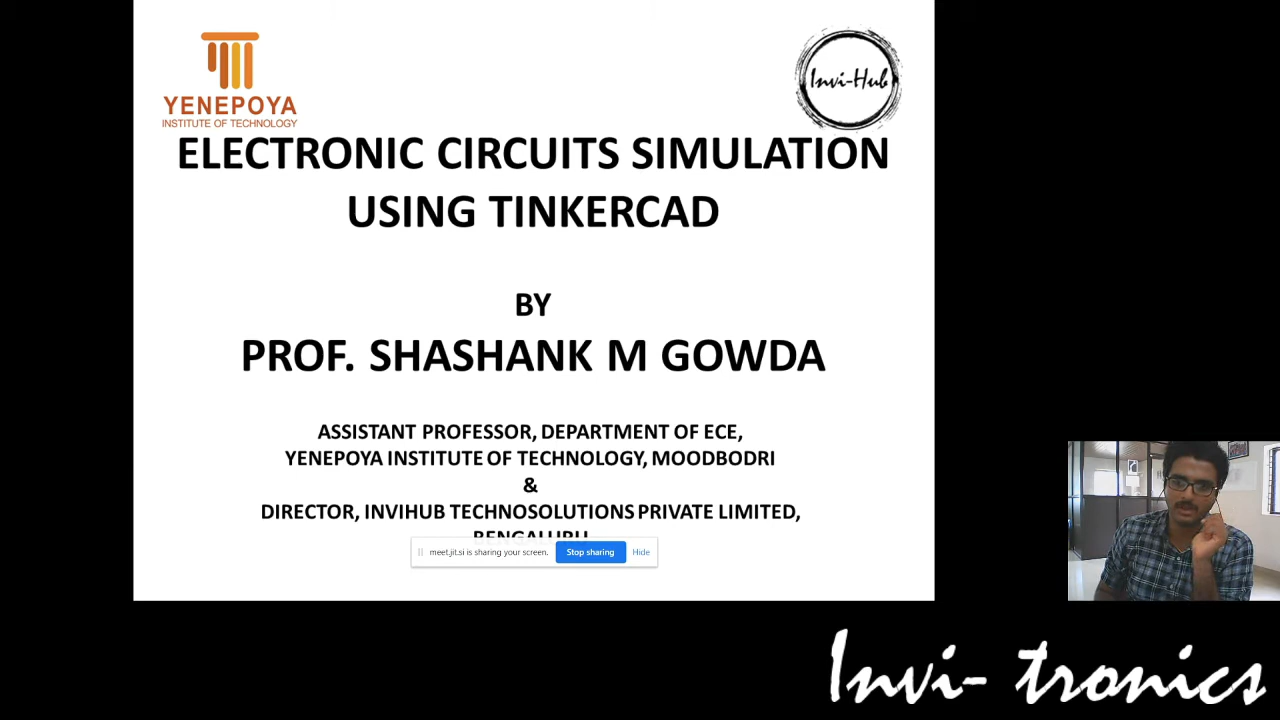 YENEPOYA
INSTITUTE OF TECHNOLOGY
Invi-Hub
ELECTRONIC CIRCUITS SIMULATION
USING TINKERCAD
BY
PROF. SHASHANK M GOWDA
ASSISTANT PROFESSOR, DEPARTMENT OF ECE,
YENEPOYA INSTITUTE OF TECHNOLOGY, MOODBODRI
&
DIRECTOR, INVIHUB TECHNOSOLUTIONS PRIVATE LIMITED,
BENGALURU
meet.jit.si is sharing your screen. Stop sharing Hide
Invi- tronics